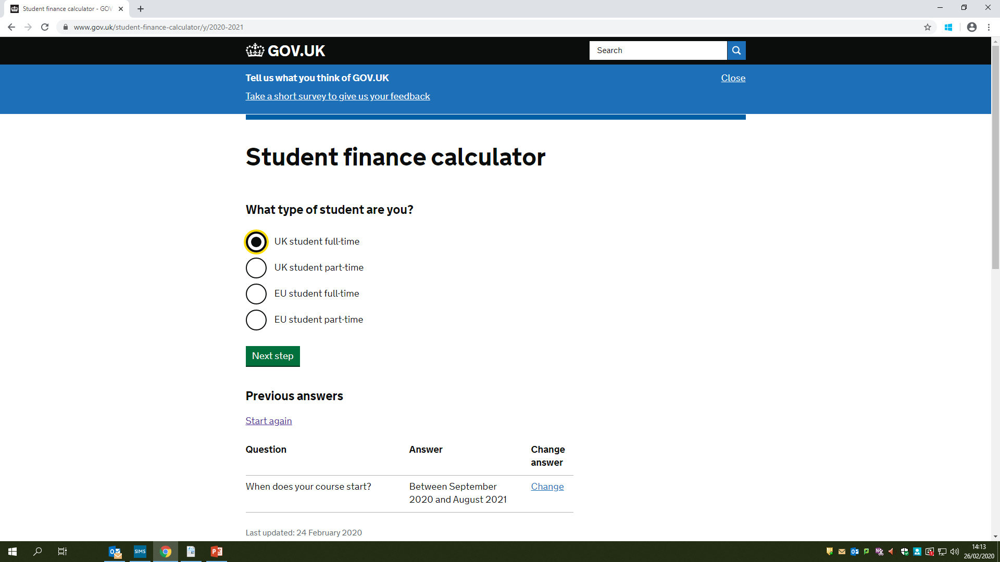 Student finance calculator - GOV
www.gov.uk/student-finance-calculator/y/2020-2021
GOV.UK
Search
Tell us what you think of GOV.UK
Close
Take a short survey to give us your feedback
Student finance calculator
What type of student are you?
UK student full-time
UK student part-time
EU student full-time
EU student part-time
Next step
Previous answers
Start again
Question Answer Change
answer
When does your course start? Between September Change
2020 and August 2021
Last updated: 24 February 2020
SIMS
14:13
26/02/2020